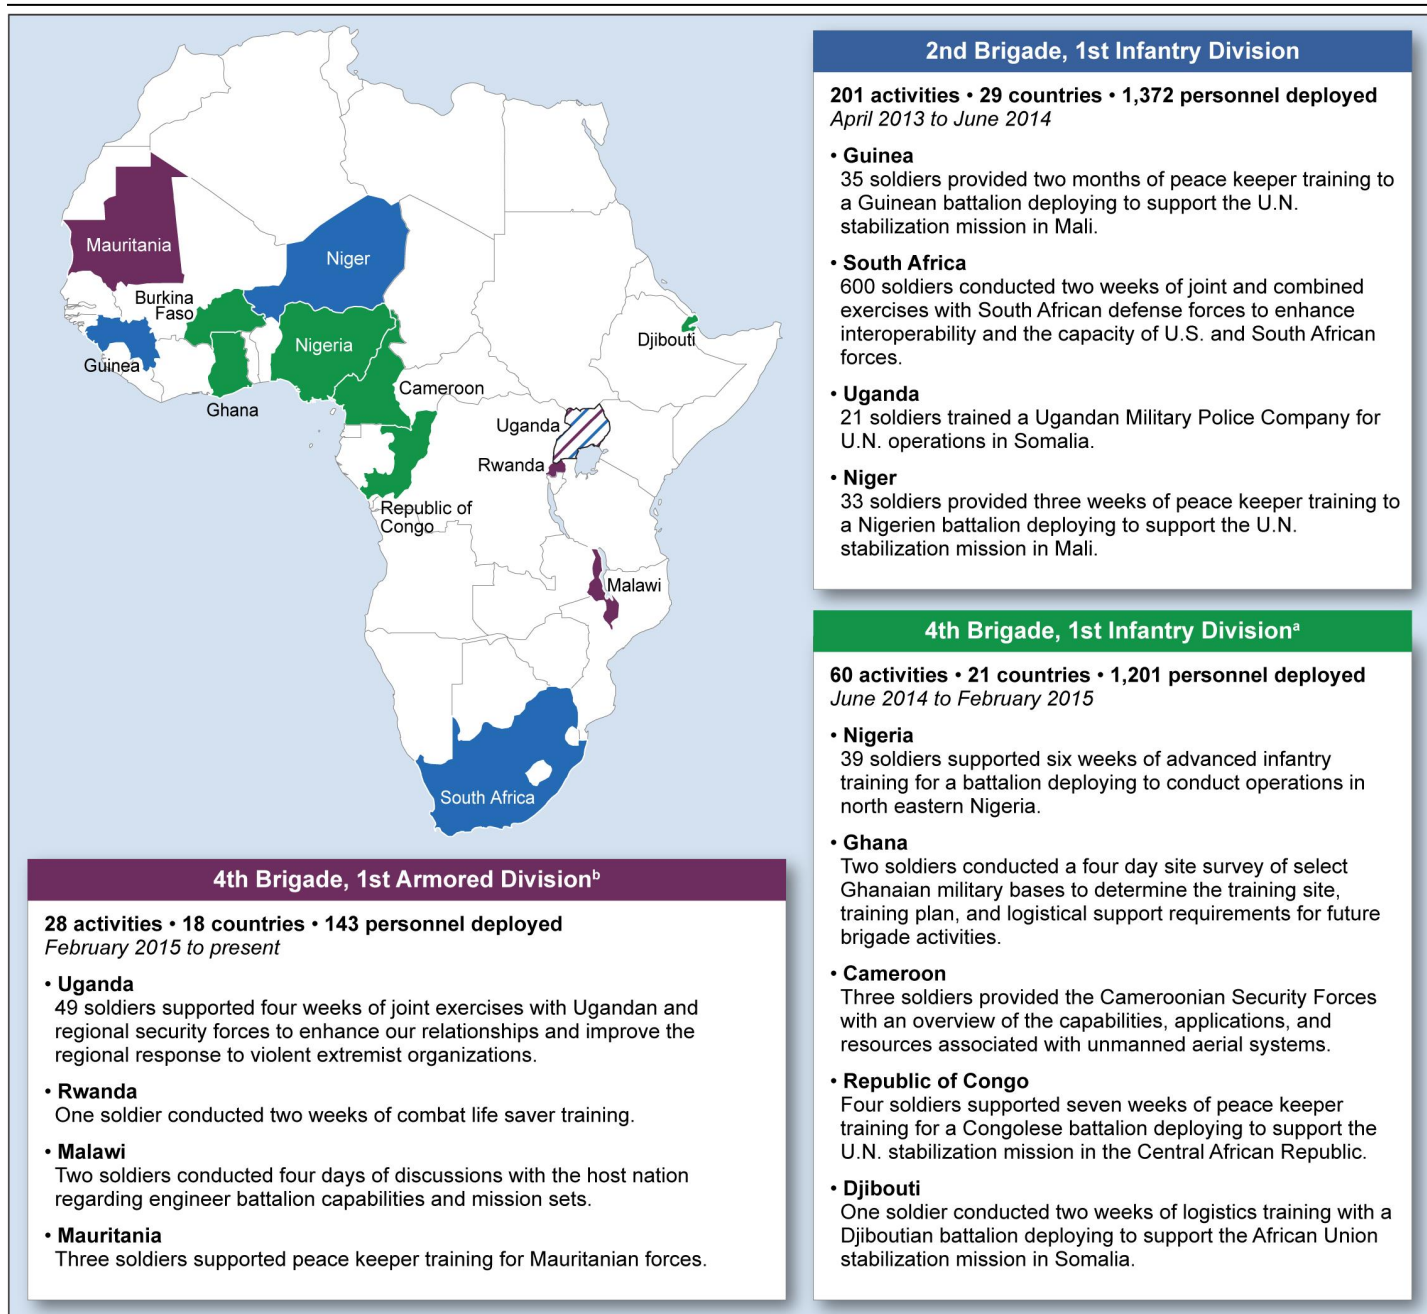 Mauritania
Niger
Burkina
Faso
Nigeria
Guinea
Ghana
Cameroon
Djibouti
Uganda
Rwanda
Republic of
Congo
Malawi
South Africa
2nd Brigade, 1st Infantry Division
201 activities • 29 countries • 1,372 personnel deployed
April 2013 to June 2014
• Guinea
35 soldiers provided two months of peace keeper training to
a Guinean battalion deploying to support the U.N.
stabilization mission in Mali.
• South Africa
600 soldiers conducted two weeks of joint and combined
exercises with South African defense forces to enhance
interoperability and the capacity of U.S. and South African
forces.
• Uganda
21 soldiers trained a Ugandan Military Police Company for
U.N. operations in Somalia.
• Niger
33 soldiers provided three weeks of peace keeper training to
a Nigerien battalion deploying to support the U.N.
stabilization mission in Mali.
4th Brigade, 1st Infantry Divisionᵃ
60 activities • 21 countries • 1,201 personnel deployed
June 2014 to February 2015
• Nigeria
39 soldiers supported six weeks of advanced infantry
training for a battalion deploying to conduct operations in
north eastern Nigeria.
• Ghana
Two soldiers conducted a four day site survey of select
Ghanaian military bases to determine the training site,
training plan, and logistical support requirements for future
brigade activities.
• Cameroon
Three soldiers provided the Cameroonian Security Forces
with an overview of the capabilities, applications, and
resources associated with unmanned aerial systems.
• Republic of Congo
Four soldiers supported seven weeks of peace keeper
training for a Congolese battalion deploying to support the
U.N. stabilization mission in the Central African Republic.
• Djibouti
One soldier conducted two weeks of logistics training with a
Djiboutian battalion deploying to support the African Union
stabilization mission in Somalia.
4th Brigade, 1st Armored Divisionᵇ
28 activities • 18 countries • 143 personnel deployed
February 2015 to present
• Uganda
49 soldiers supported four weeks of joint exercises with Ugandan and
regional security forces to enhance our relationships and improve the
regional response to violent extremist organizations.
• Rwanda
One soldier conducted two weeks of combat life saver training.
• Malawi
Two soldiers conducted four days of discussions with the host nation
regarding engineer battalion capabilities and mission sets.
• Mauritania
Three soldiers supported peace keeper training for Mauritanian forces.